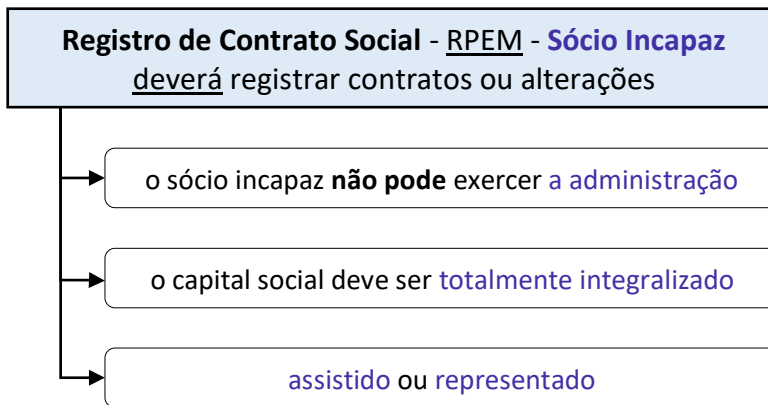 Registro de Contrato Social - RPEM - Sócio Incapaz
deverá registrar contratos ou alterações
o sócio incapaz não pode exercer a administração
o capital social deve ser totalmente integralizado
assistido ou representado